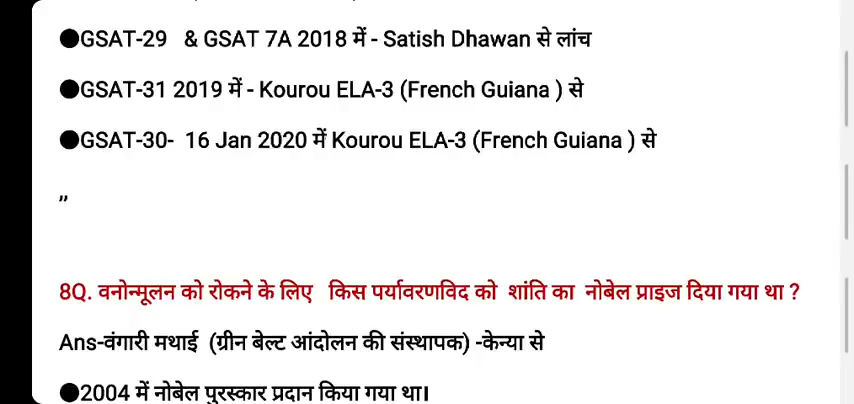 ●GSAT-29 & GSAT 7A 2018 में - Satish Dhawan से लांच
●GSAT-31 2019 में - Kourou ELA-3 (French Guiana ) से
●GSAT-30- 16 Jan 2020 में Kourou ELA-3 (French Guiana ) से
,,
8Q. वनोन्मूलन को रोकने के लिए किस पर्यावरणविद को शांति का नोबेल प्राइज दिया गया था ?
Ans-वंगारी मथाई (ग्रीन बेल्ट आंदोलन की संस्थापक) -केन्या से
●2004 में नोबेल पुरस्कार प्रदान किया गया था।